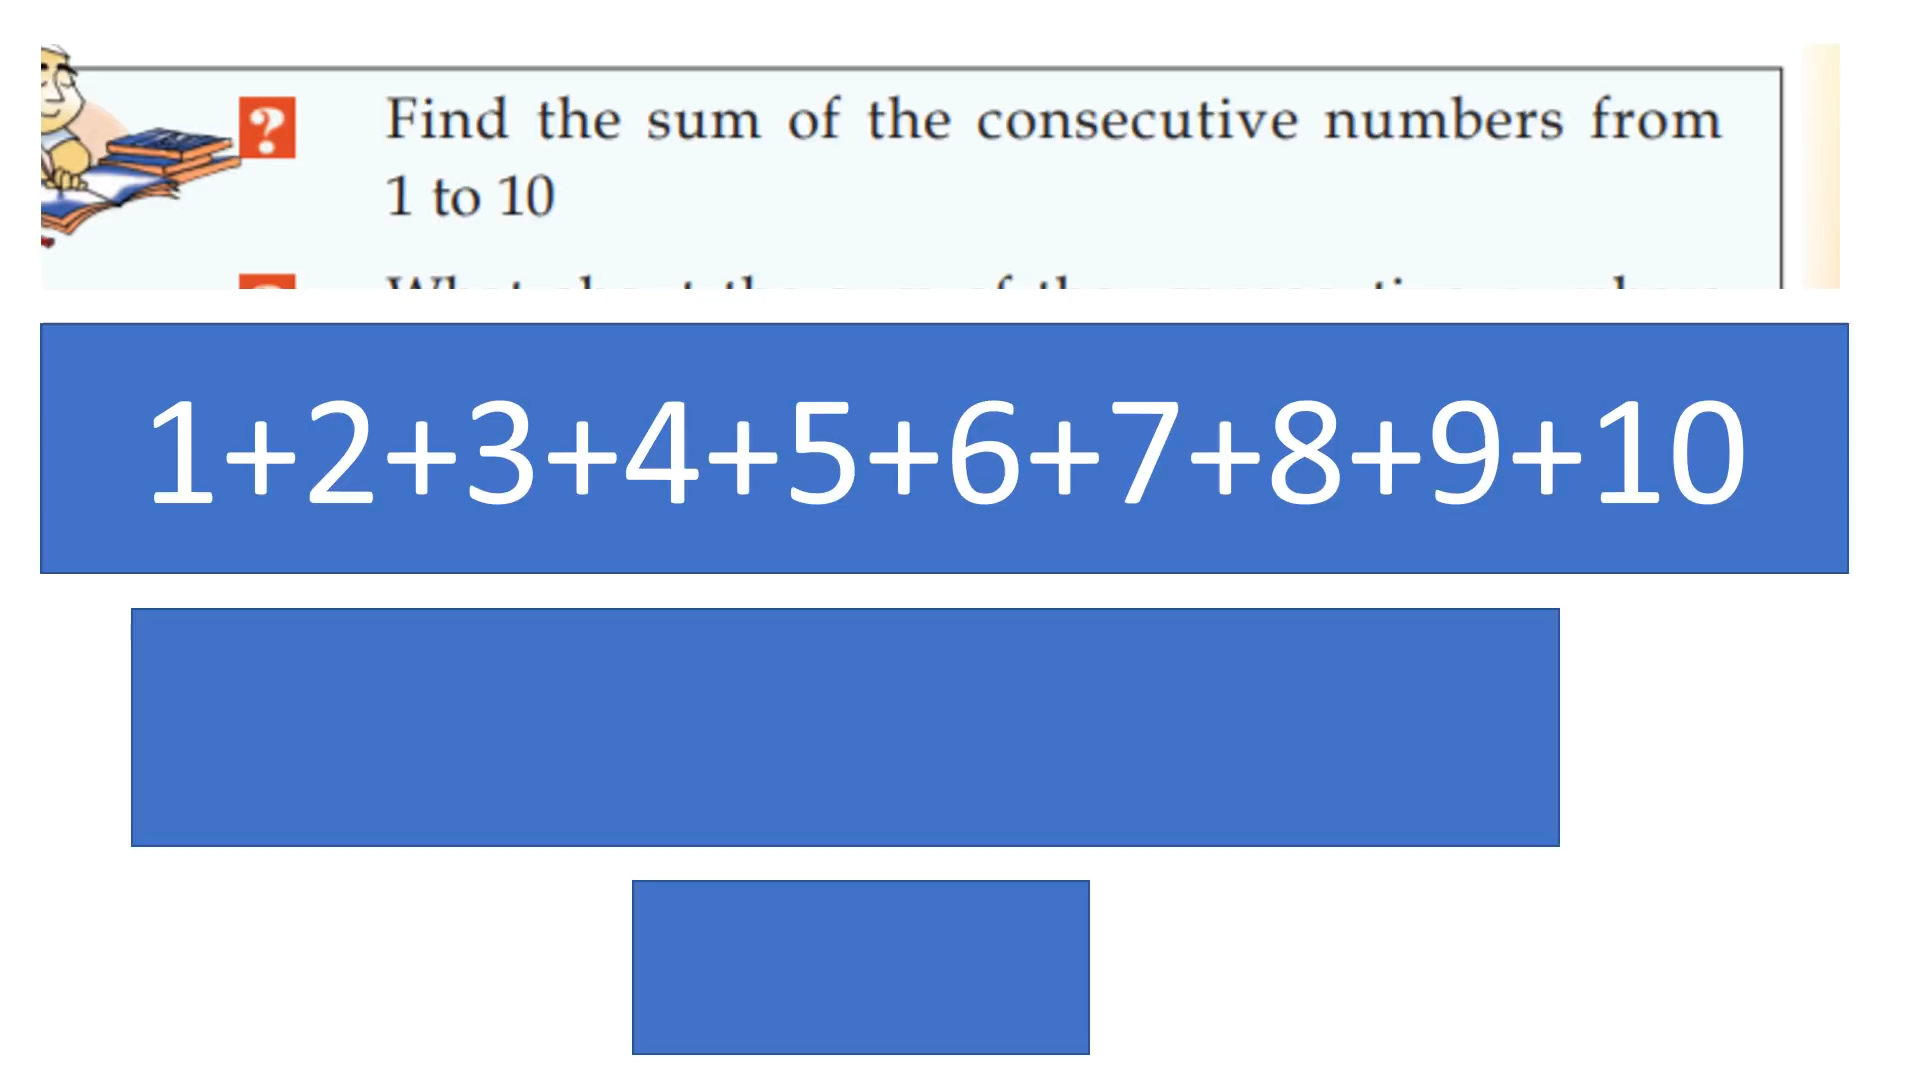 ? Find the sum of the consecutive numbers from
1 to 10
1+2+3+4+5+6+7+8+9+10